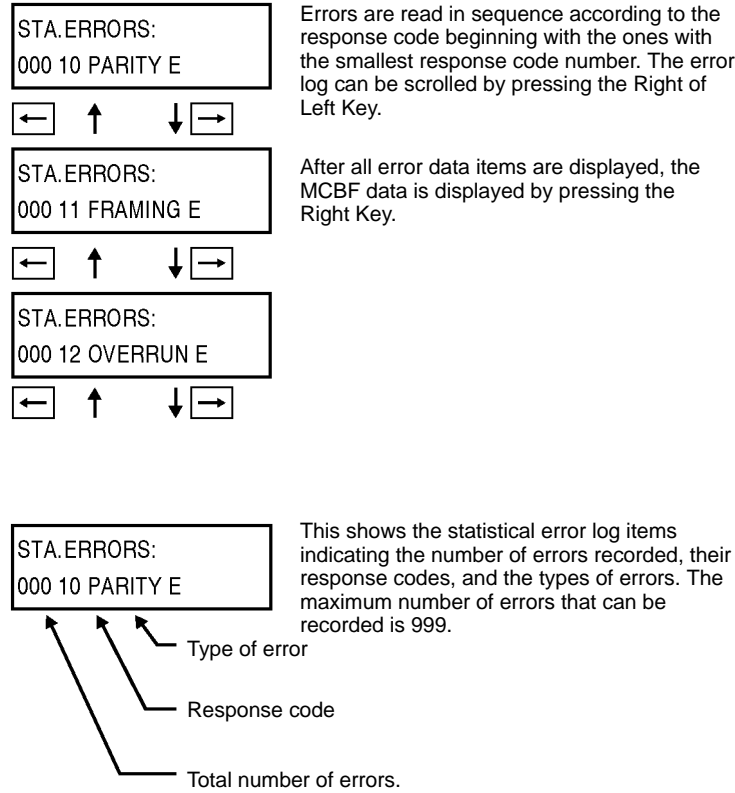 STA.ERRORS:
000 10 PARITY E
Errors are read in sequence according to the
response code beginning with the ones with
the smallest response code number. The error
log can be scrolled by pressing the Right of
Left Key.
STA.ERRORS:
000 11 FRAMING E
After all error data items are displayed, the
MCBF data is displayed by pressing the
Right Key.
STA.ERRORS:
000 12 OVERRUN E
STA.ERRORS:
000 10 PARITY E
This shows the statistical error log items
indicating the number of errors recorded, their
response codes, and the types of errors. The
maximum number of errors that can be
recorded is 999.
Type of error
Response code
Total number of errors.